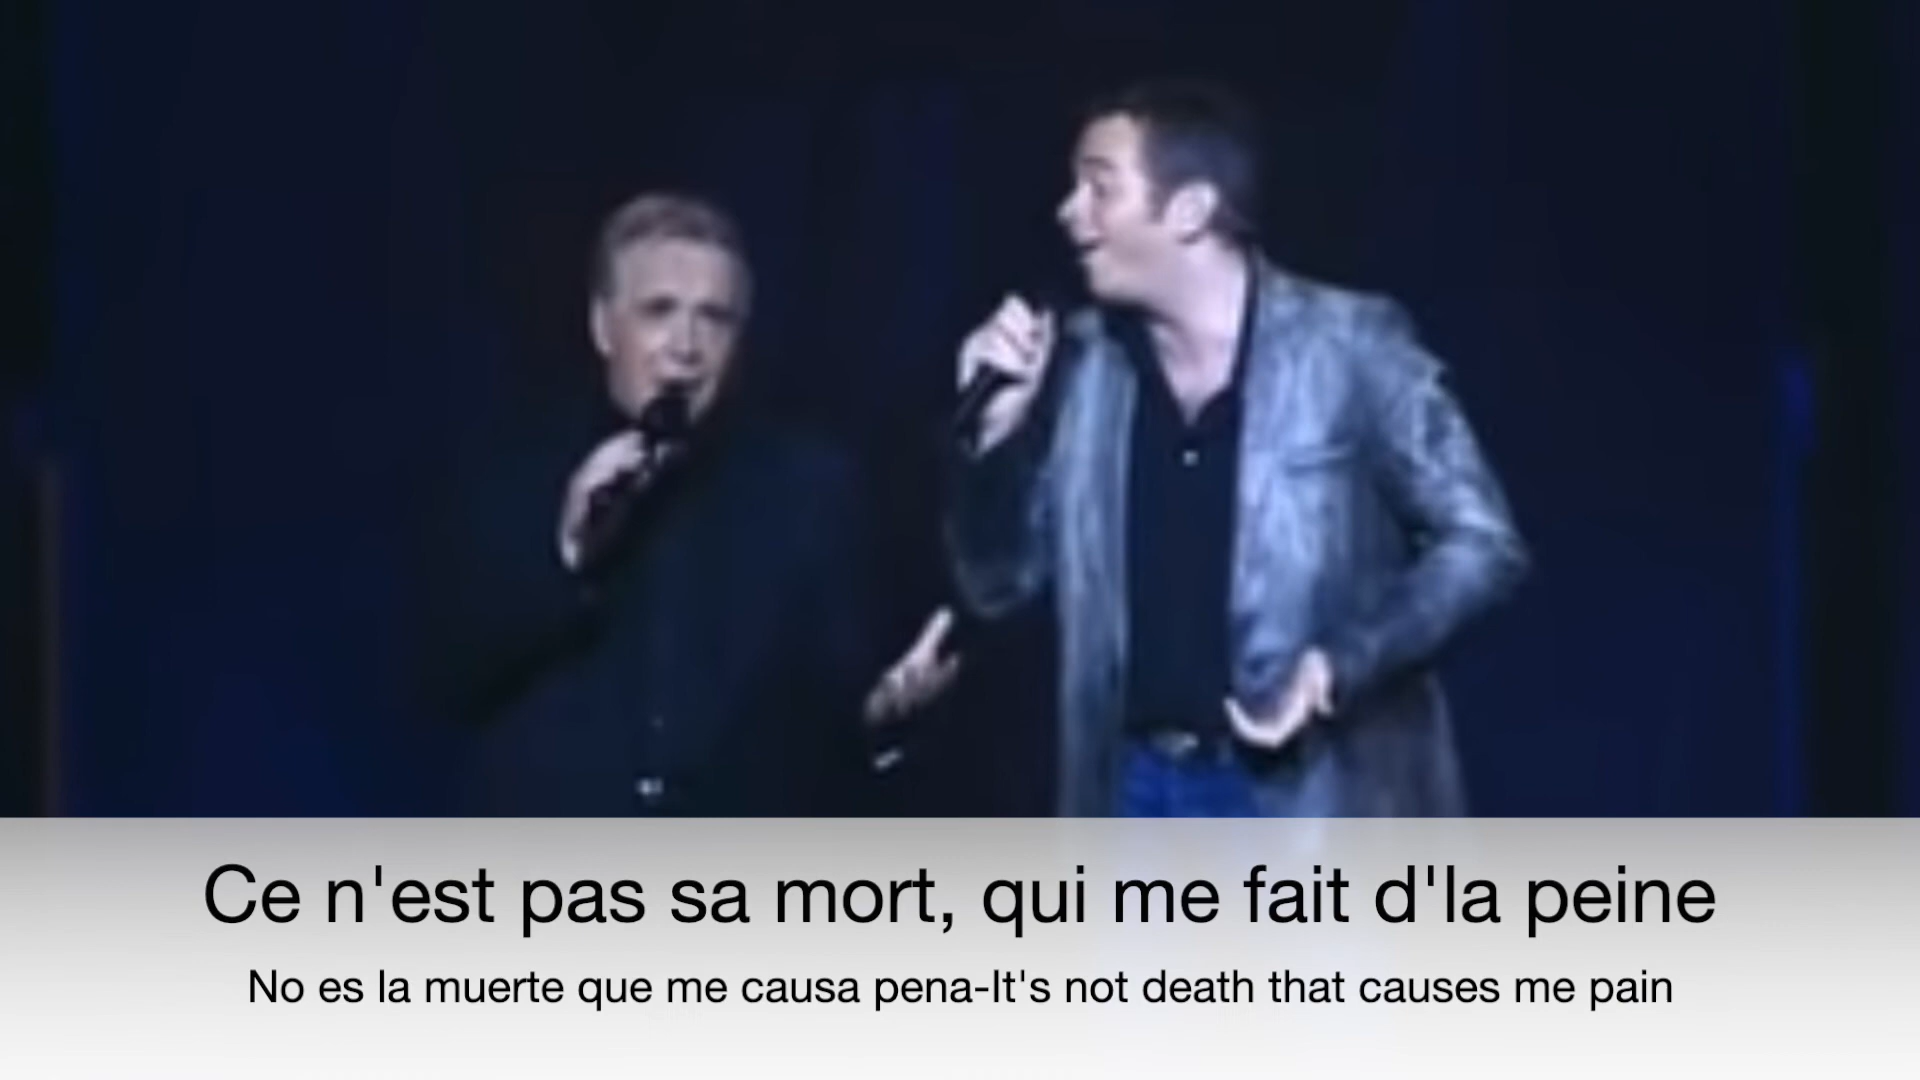 Ce n'est pas sa mort, qui me fait d'la peine
No es la muerte que me causa pena-It's not death that causes me pain